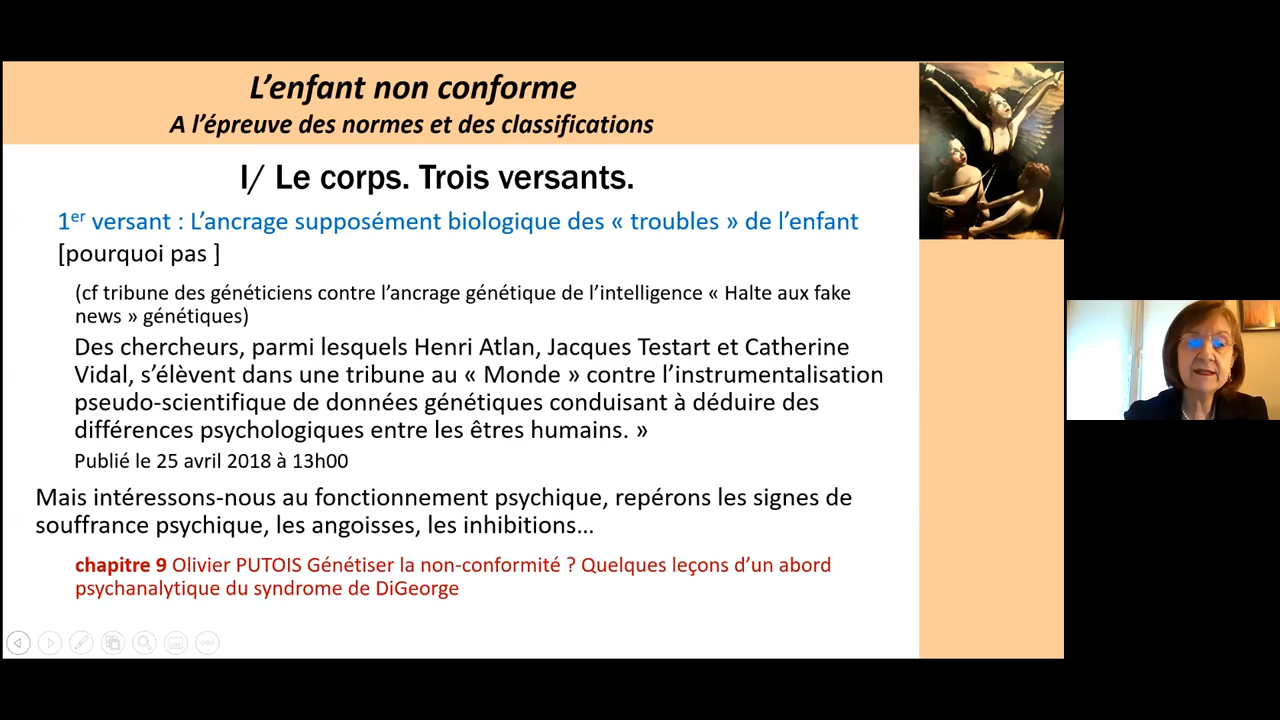 L’enfant non conforme
A l’épreuve des normes et des classifications
I/ Le corps. Trois versants.
1er versant : L’ancrage supposément biologique des « troubles » de l’enfant
[pourquoi pas ]
(cf tribune des généticiens contre l’ancrage génétique de l’intelligence « Halte aux fake
news » génétiques)
Des chercheurs, parmi lesquels Henri Atlan, Jacques Testart et Catherine
Vidal, s’élèvent dans une tribune au « Monde » contre l’instrumentalisation
pseudo-scientifique de données génétiques conduisant à déduire des
différences psychologiques entre les êtres humains. »
Publié le 25 avril 2018 à 13h00
Mais intéressons-nous au fonctionnement psychique, repérons les signes de
souffrance psychique, les angoisses, les inhibitions…
chapitre 9 Olivier PUTOIS Génétiser la non-conformité ? Quelques leçons d’un abord
psychanalytique du syndrome de DiGeorge